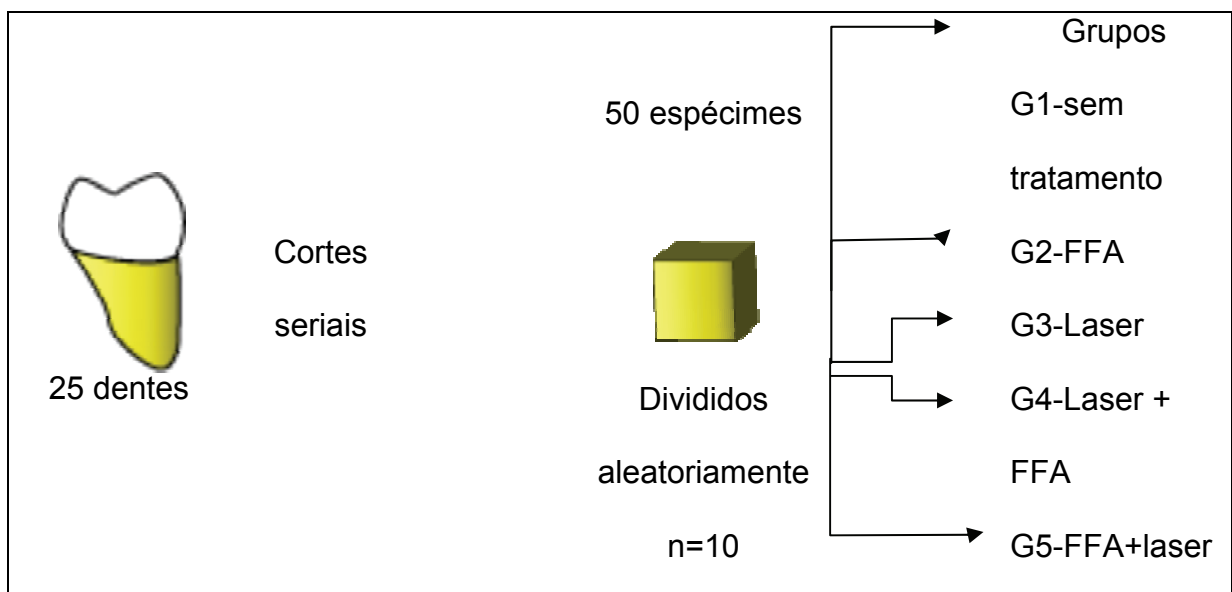 25 dentes
Cortes
seriais
50 espécimes
Divididos
aleatoriamente
n=10
Grupos
G1-sem
tratamento
G2-FFA
G3-Laser
G4-Laser +
FFA
G5-FFA+laser